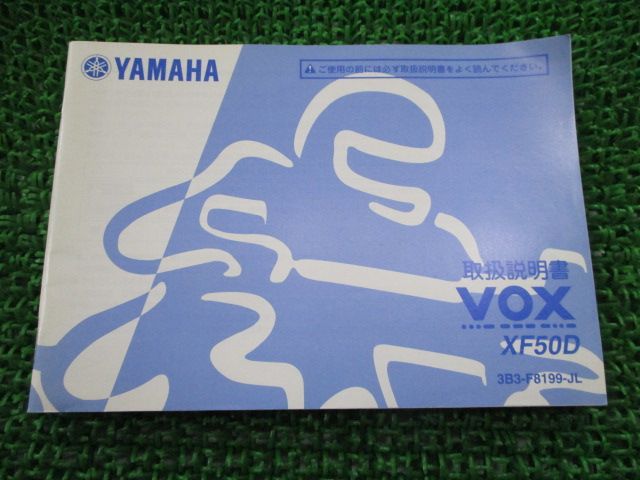 YAMAHA
⚠ご使用の前には必ず取扱説明書をよく読んでください。
取扱説明書
VOX
XF50D
3B3-F8199-JL